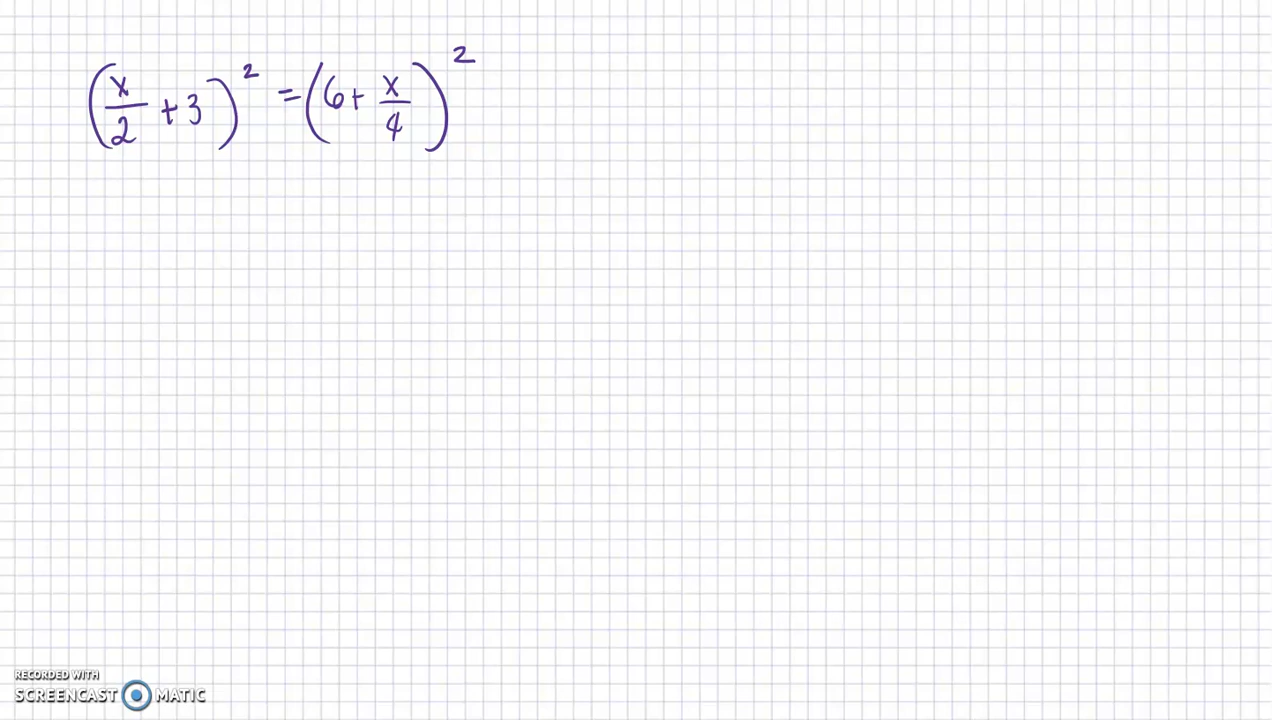 (x/2 + 3)² = (6 + x/4)²
RECORDED WITH
SCREENCAST MATIC